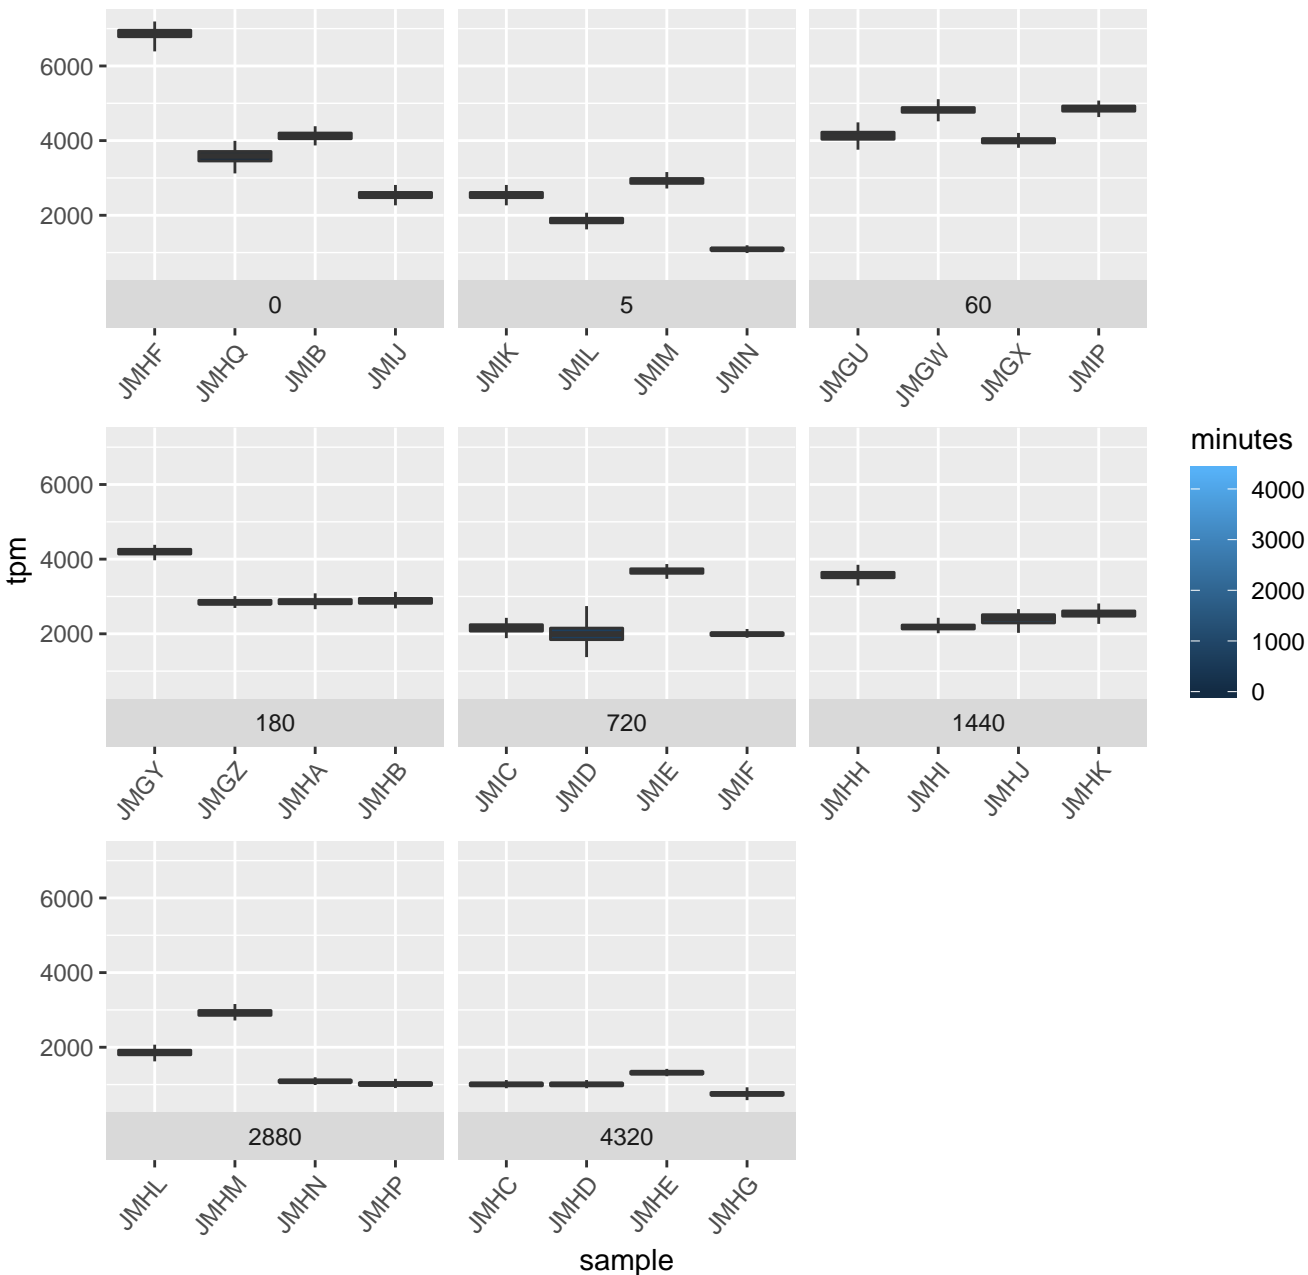 6000
4000
2000
0
5
60
JMHF
JMHQ
JMIB
JMIJ
JMIK
JMIL
JMIM
JMIN
JMGU
JMGW
JMGX
JMIP
tpm
6000
4000
2000
180
720
1440
JMGY
JMGZ
JMHA
JMHB
JMIC
JMID
JMIE
JMIF
JMHH
JMHI
JMHJ
JMHK
minutes
4000
3000
2000
1000
0
6000
4000
2000
2880
4320
JMHL
JMHM
JMHN
JMHP
JMHC
JMHD
JMHE
JMHG
sample